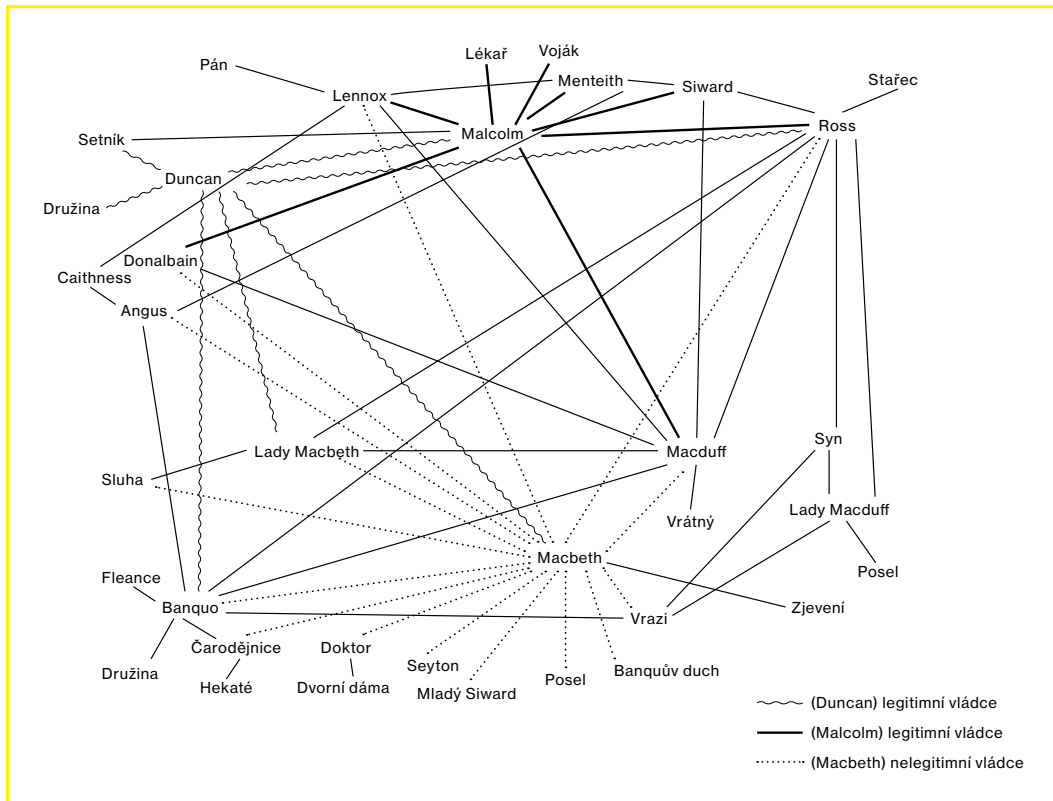 Lékař
Voják
Pán
Menteith
Stařec
Siward
Lennox
Ross
Malcolm
Setník
Duncan
Družina
Donalbain
Caithness
Angus
Syn
Lady Macbeth
Macduff
Sluha
Lady Macduff
Vrátný
Macbeth
Posel
Fleance
Banquo
Zjevení
Vrazi
Čarodějnice
Doktor
Seyton
Banquův duch
Družina
Posel
Hekaté
Dvorní dáma
Mladý Siward
(Duncan) legitimní vládce
(Malcolm) legitimní vládce
(Macbeth) nelegitimní vládce